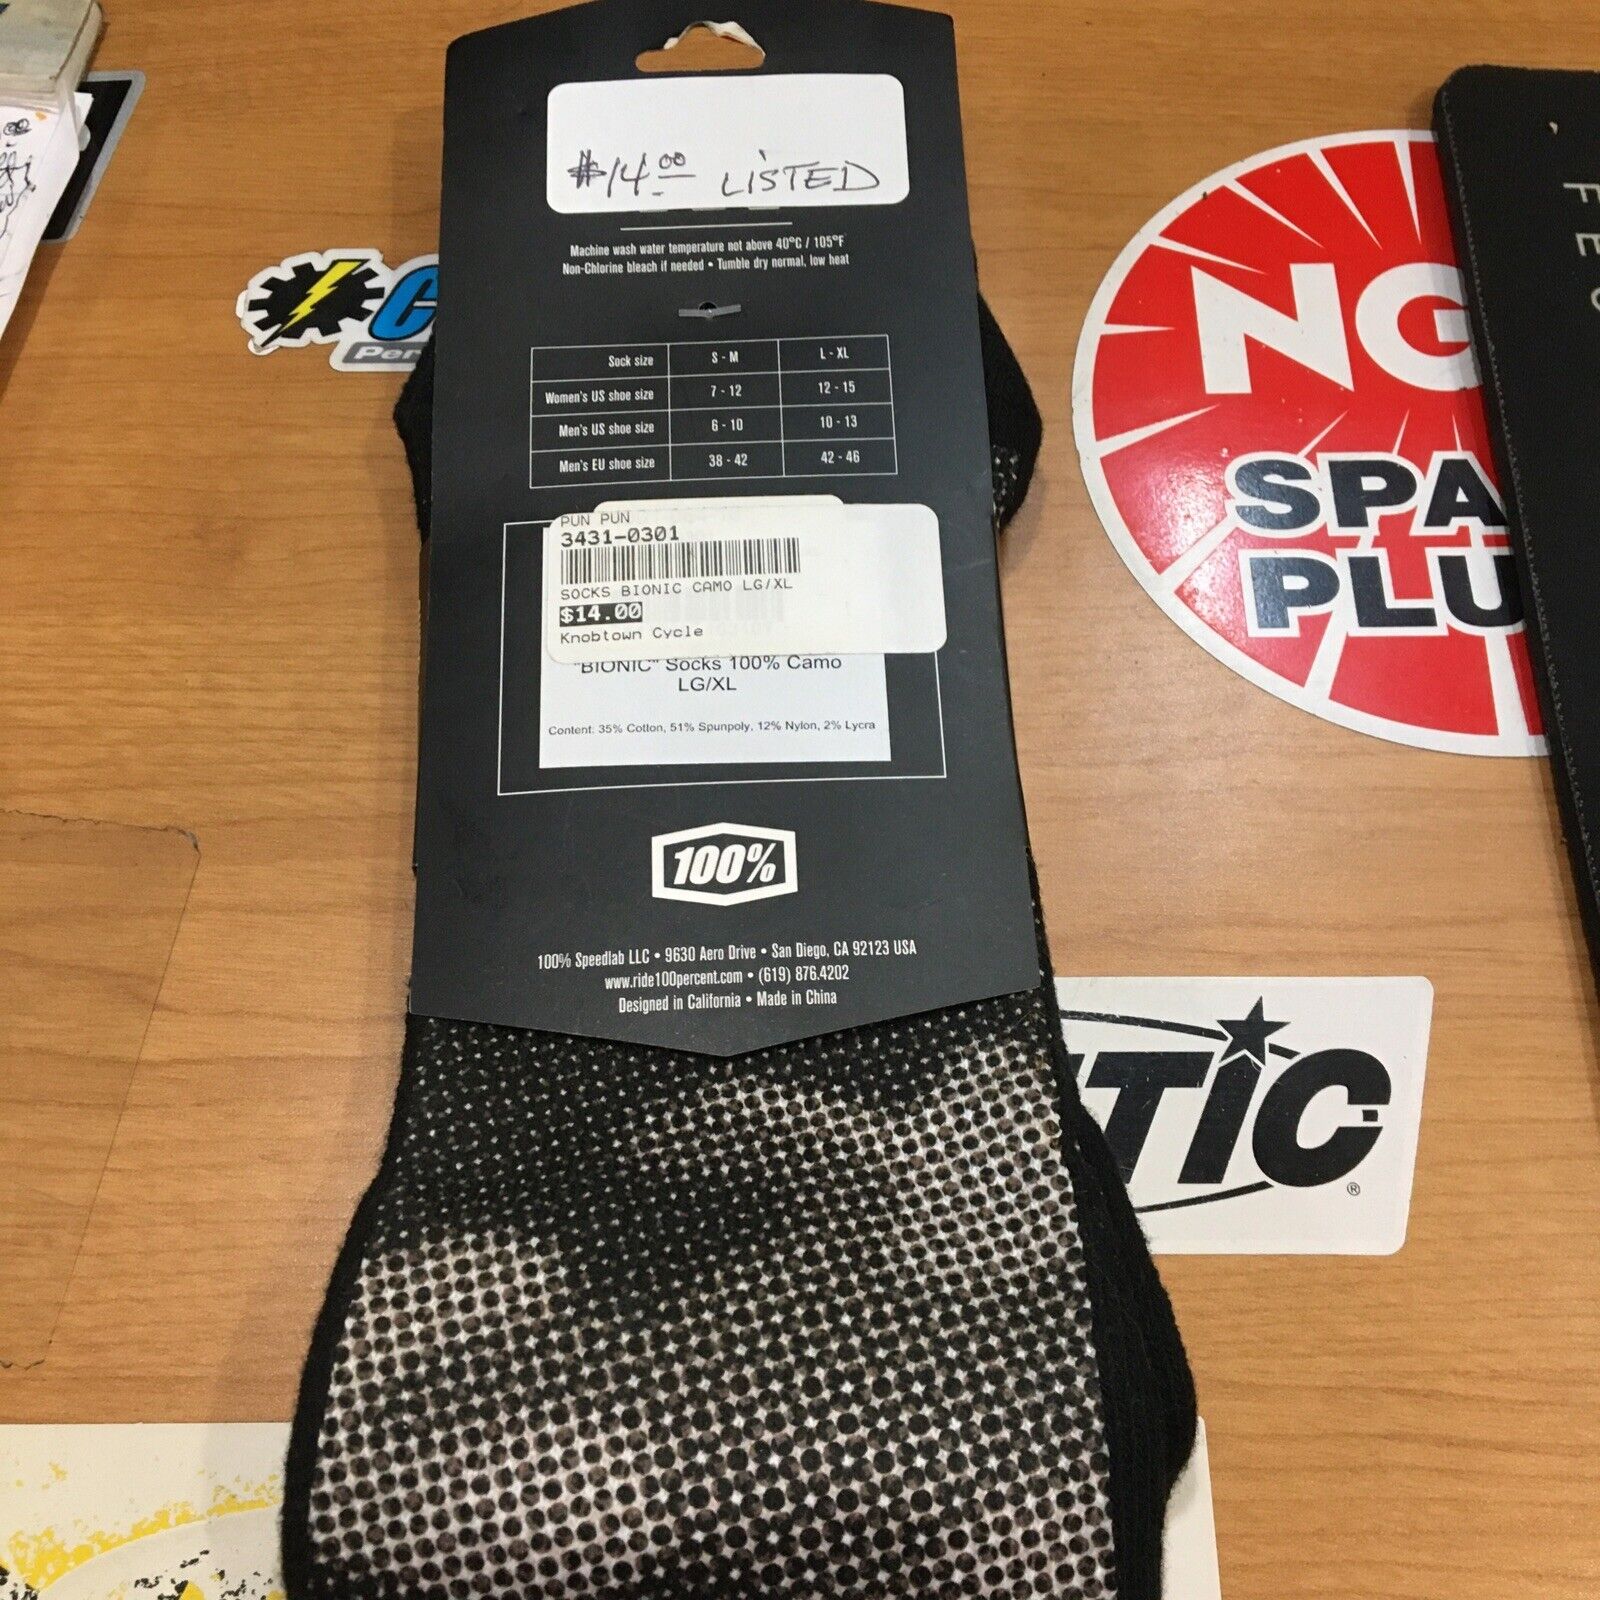 $14.00 LISTED
Machine wash water temperature not above 40°C / 105°F
Non-Chlorine bleach if needed • Tumble dry normal, low heat
Sock size S - M L - XL
Women's US shoe size 7 - 12 12 - 15
Men's US shoe size 6 - 10 10 - 13
Men's EU shoe size 38 - 42 42 - 46
PUN PUN
3431-0301
SOCKS BIONIC CAMO LG/XL
$14.00
Knobtown Cycle
"BIONIC" Socks 100% Camo
LG/XL
Content: 35% Cotton, 51% Spunpoly, 12% Nylon, 2% Lycra
100%
100% Speedlab LLC • 9630 Aero Drive • San Diego, CA 92123 USA
www.ride100percent.com • (619) 876.4202
Designed in California • Made in China
NG
SPA
PLU
C
Per
TIC
®